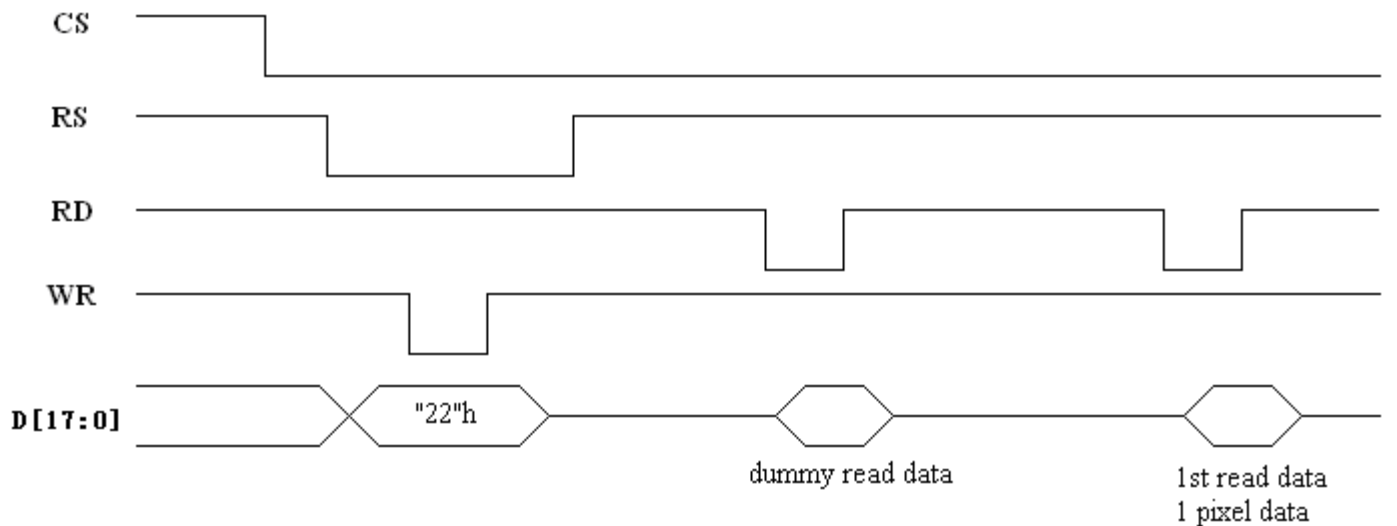 CS
RS
RD
WR
D[17:0]
"22"h
dummy read data
1st read data
1 pixel data